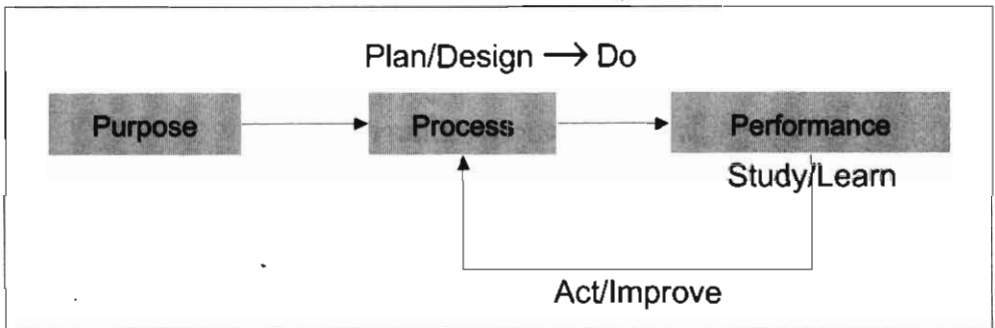 Plan/Design → Do
Purpose
Process
Performance
Study/Learn
Act/Improve